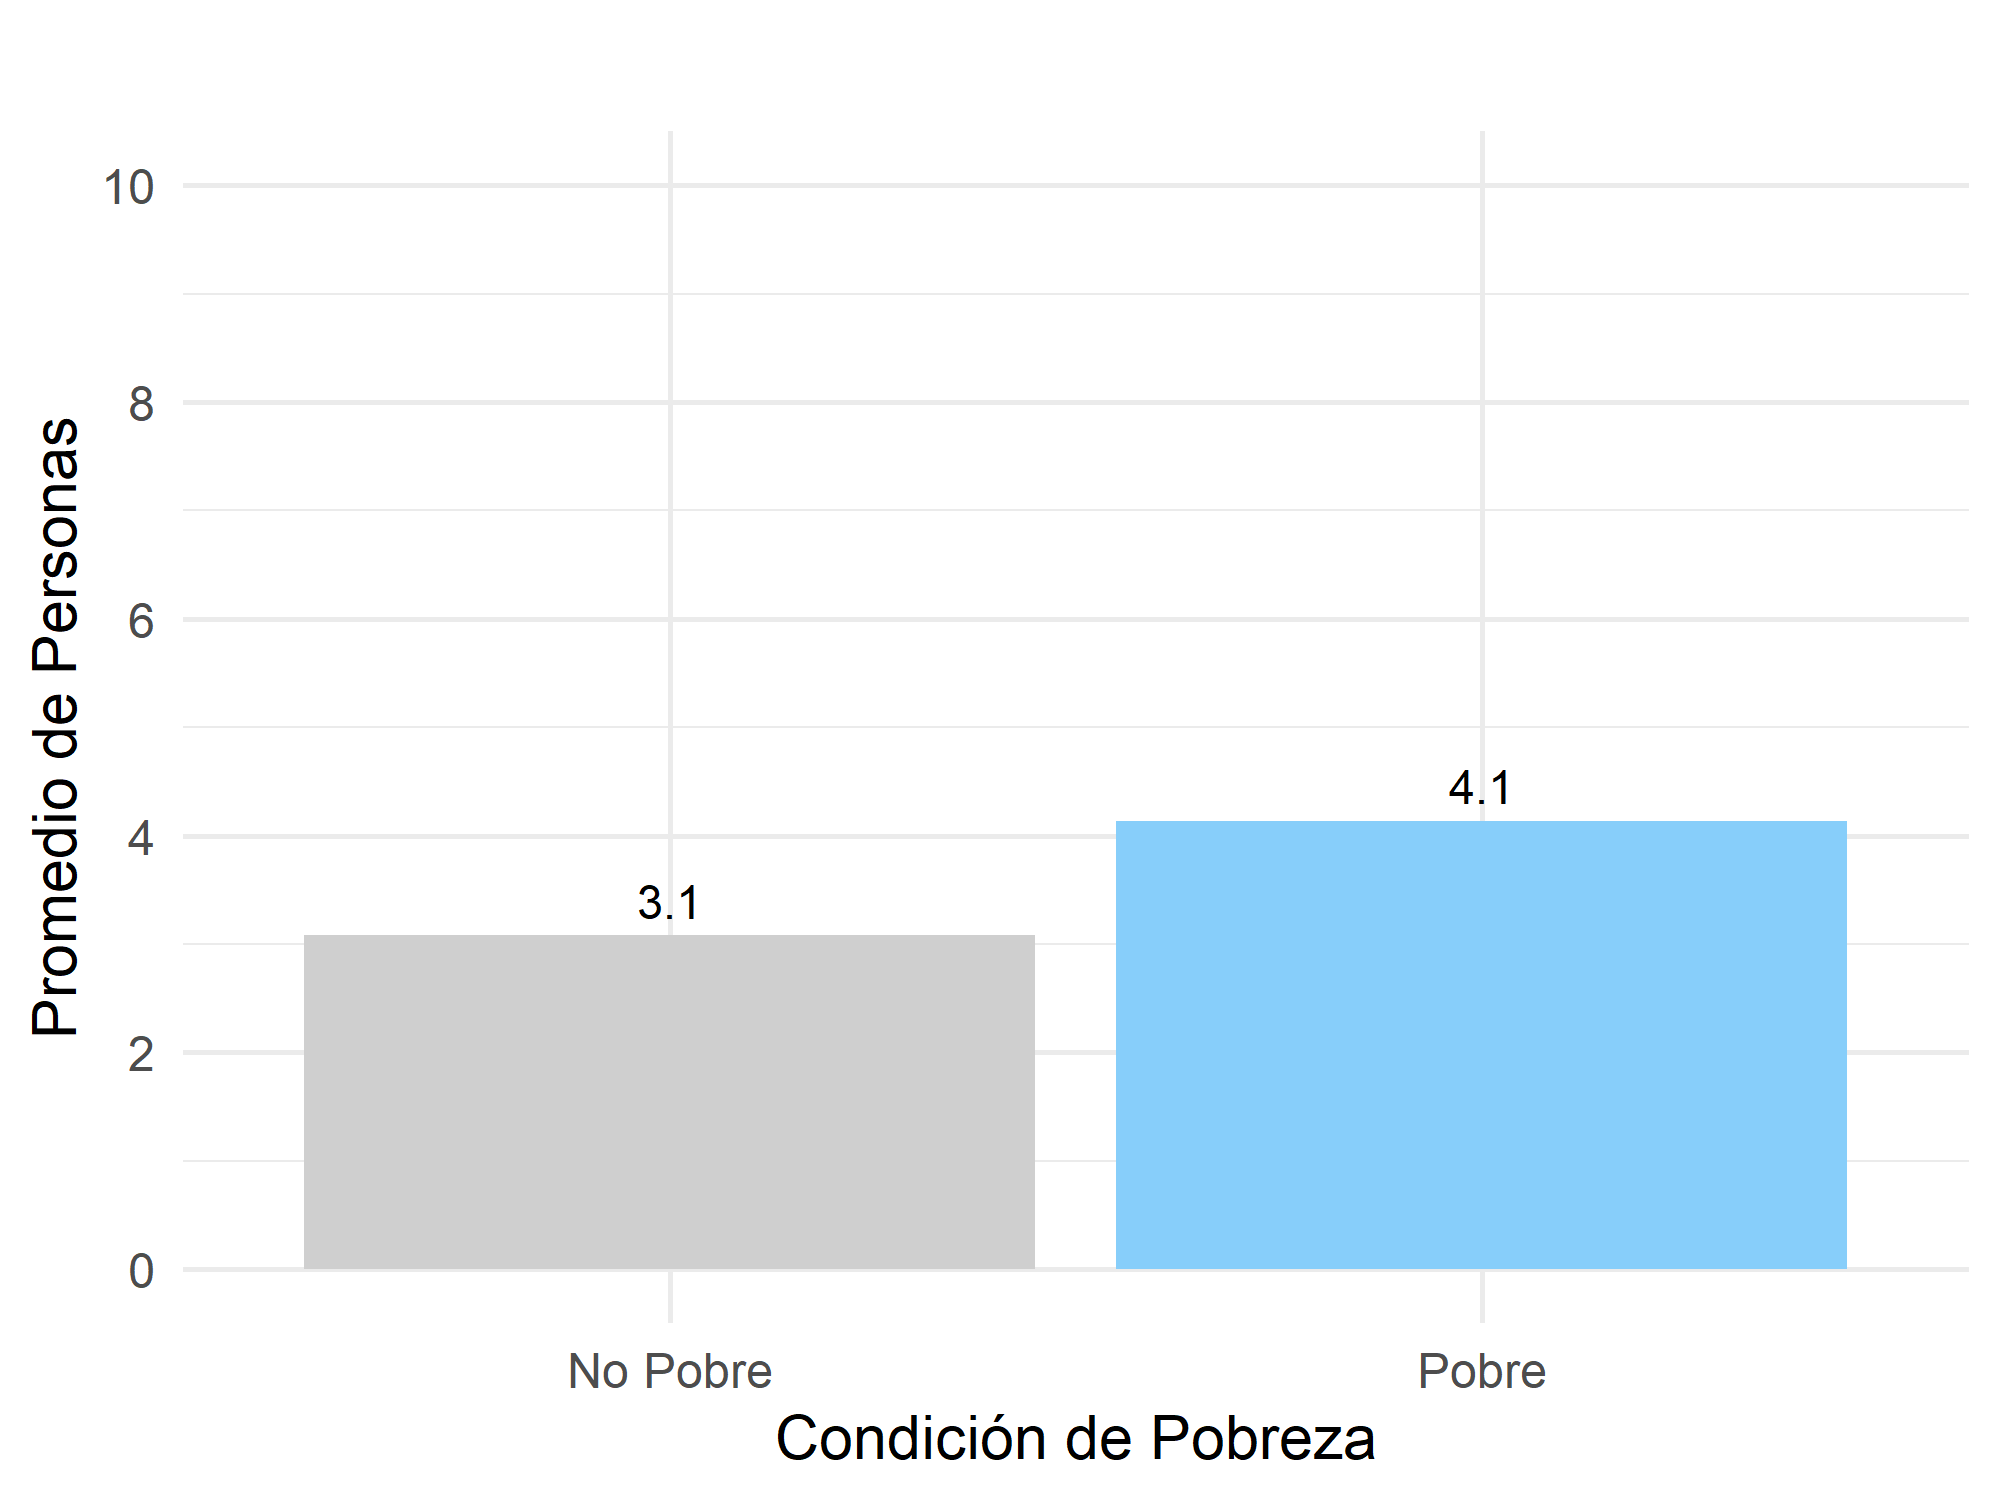 Promedio de Personas
10
8
6
4
2
0
3.1
4.1
No Pobre
Pobre
Condición de Pobreza